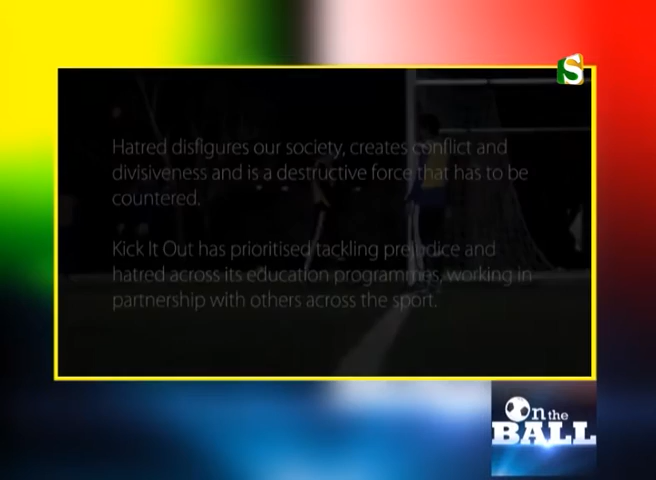 S
Hatred disfigures our society, creates conflict and
divisiveness and is a destructive force that has to be
countered.
Kick It Out has prioritised tackling prejudice and
hatred across its education programmes, working in
partnership with others across the sport.
On the
BALL